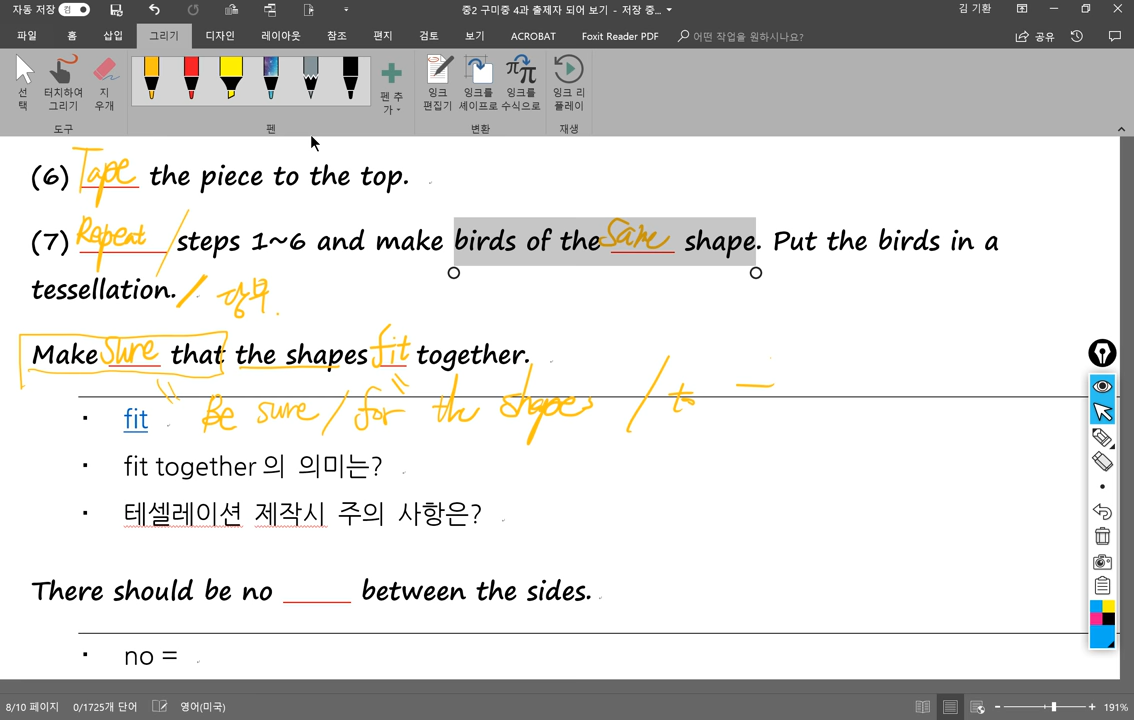 자동 저장 켬 중2 구미중 4과 출제자 되어 보기 - 저장 중... 김 기환
파일 홈 삽입 그리기 디자인 레이아웃 참조 편지 검토 보기 ACROBAT Foxit Reader PDF 어떤 작업을 원하시나요? 공유
선택 터치하여 그리기 지우개 펜 추가 잉크 편집기 잉크를 셰이프로 잉크를 수식으로 잉크 리플레이
도구 펜 변환 재생
(6) Tape the piece to the top.
(7) Repeat steps 1~6 and make birds of the Same shape. Put the birds in a
tessellation. 당부
Make sure that the shapes fit together.
fit Be sure / for the shapes / to
fit together 의 의미는?
테셀레이션 제작시 주의 사항은?
There should be no _____ between the sides.
no =
8/10 페이지 0/1725개 단어 영어(미국) 191%